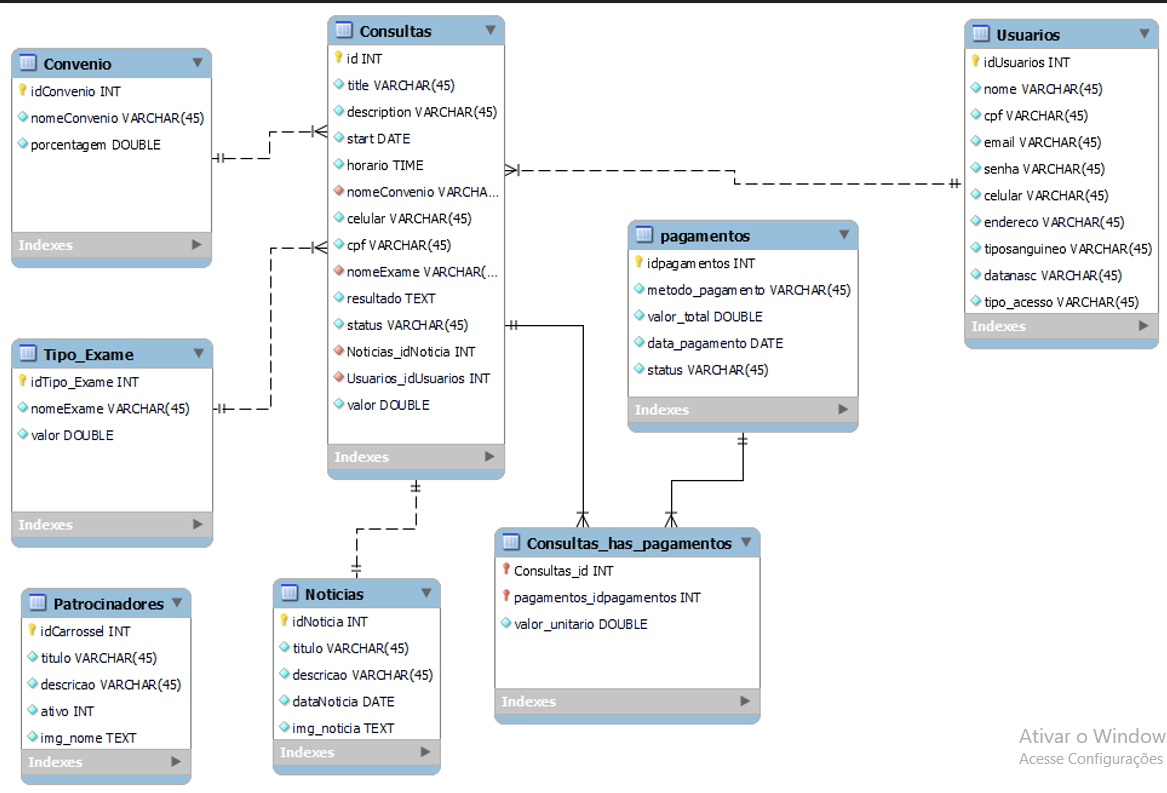 Convenio
idConvenio INT
nomeConvenio VARCHAR(45)
porcentagem DOUBLE
Indexes
Tipo_Exame
idTipo_Exame INT
nomeExame VARCHAR(45)
valor DOUBLE
Indexes
Patrocinadores
idCarrossel INT
titulo VARCHAR(45)
descricao VARCHAR(45)
ativo INT
img_nome TEXT
Indexes
Consultas
id INT
title VARCHAR(45)
description VARCHAR(45)
start DATE
horario TIME
nomeConvenio VARCHA...
celular VARCHAR(45)
cpf VARCHAR(45)
nomeExame VARCHAR(...
resultado TEXT
status VARCHAR(45)
Noticias_idNoticia INT
Usuarios_idUsuarios INT
valor DOUBLE
Indexes
Noticias
idNoticia INT
titulo VARCHAR(45)
descricao VARCHAR(45)
dataNoticia DATE
img_noticia TEXT
Indexes
pagamentos
idpagamentos INT
metodo_pagamento VARCHAR(45)
valor_total DOUBLE
data_pagamento DATE
status VARCHAR(45)
Indexes
Consultas_has_pagamentos
Consultas_id INT
pagamentos_idpagamentos INT
valor_unitario DOUBLE
Indexes
Usuarios
idUsuarios INT
nome VARCHAR(45)
cpf VARCHAR(45)
email VARCHAR(45)
senha VARCHAR(45)
celular VARCHAR(45)
endereco VARCHAR(45)
tiposanguineo VARCHAR(45)
datanasc VARCHAR(45)
tipo_acesso VARCHAR(45)
Indexes
Ativar o Window
Acesse Configurações